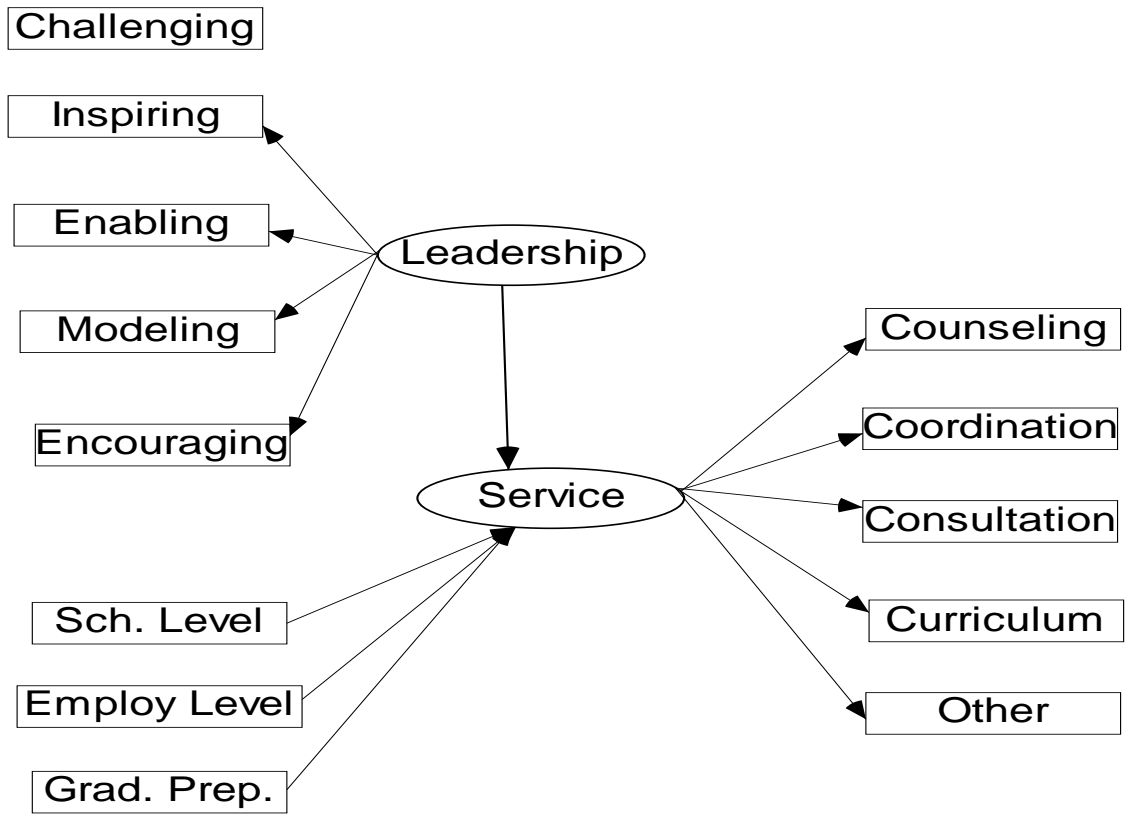 Challenging
Inspiring
Enabling
Modeling
Encouraging
Leadership
Service
Sch. Level
Employ Level
Grad. Prep.
Counseling
Coordination
Consultation
Curriculum
Other